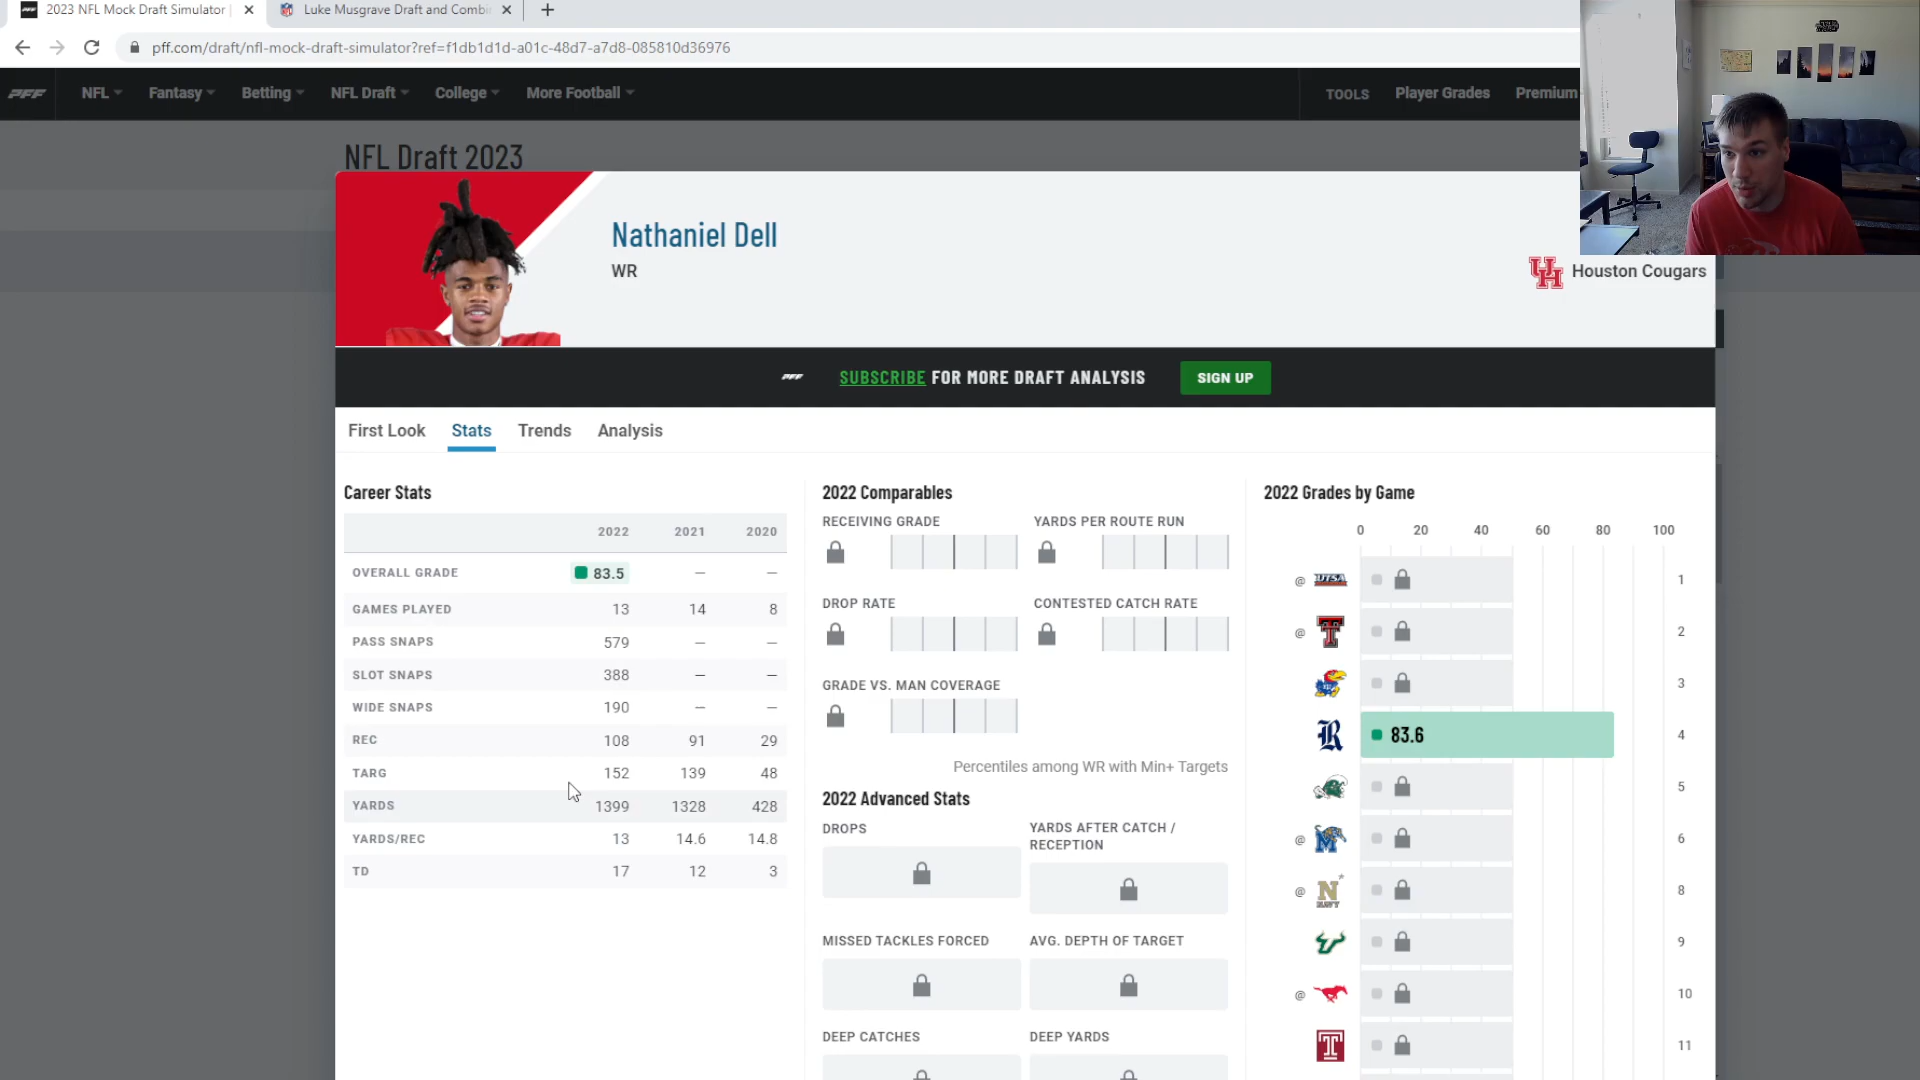 2023 NFL Mock Draft Simulator
Luke Musgrave Draft and Combi
pff.com/draft/nfl-mock-draft-simulator?ref=f1db1d1d-a01c-48d7-a7d8-085810d36976
PFF
NFL
Fantasy
Betting
NFL Draft
College
More Football
TOOLS
Player Grades
Premium
NFL Draft 2023
Nathaniel Dell
WR
UH Houston Cougars
PFF SUBSCRIBE FOR MORE DRAFT ANALYSIS SIGN UP
First Look Stats Trends Analysis
Career Stats
2022 2021 2020
OVERALL GRADE 83.5 – –
GAMES PLAYED 13 14 8
PASS SNAPS 579 – –
SLOT SNAPS 388 – –
WIDE SNAPS 190 – –
REC 108 91 29
TARG 152 139 48
YARDS 1399 1328 428
YARDS/REC 13 14.6 14.8
TD 17 12 3
2022 Comparables
RECEIVING GRADE
YARDS PER ROUTE RUN
DROP RATE
CONTESTED CATCH RATE
GRADE VS. MAN COVERAGE
Percentiles among WR with Min+ Targets
2022 Advanced Stats
DROPS
YARDS AFTER CATCH /
RECEPTION
MISSED TACKLES FORCED
AVG. DEPTH OF TARGET
DEEP CATCHES
DEEP YARDS
2022 Grades by Game
0 20 40 60 80 100
@ UTSA 1
@ T 2
3
R 83.6 4
5
@ M 6
@ N NAVY 8
9
@ 10
T 11